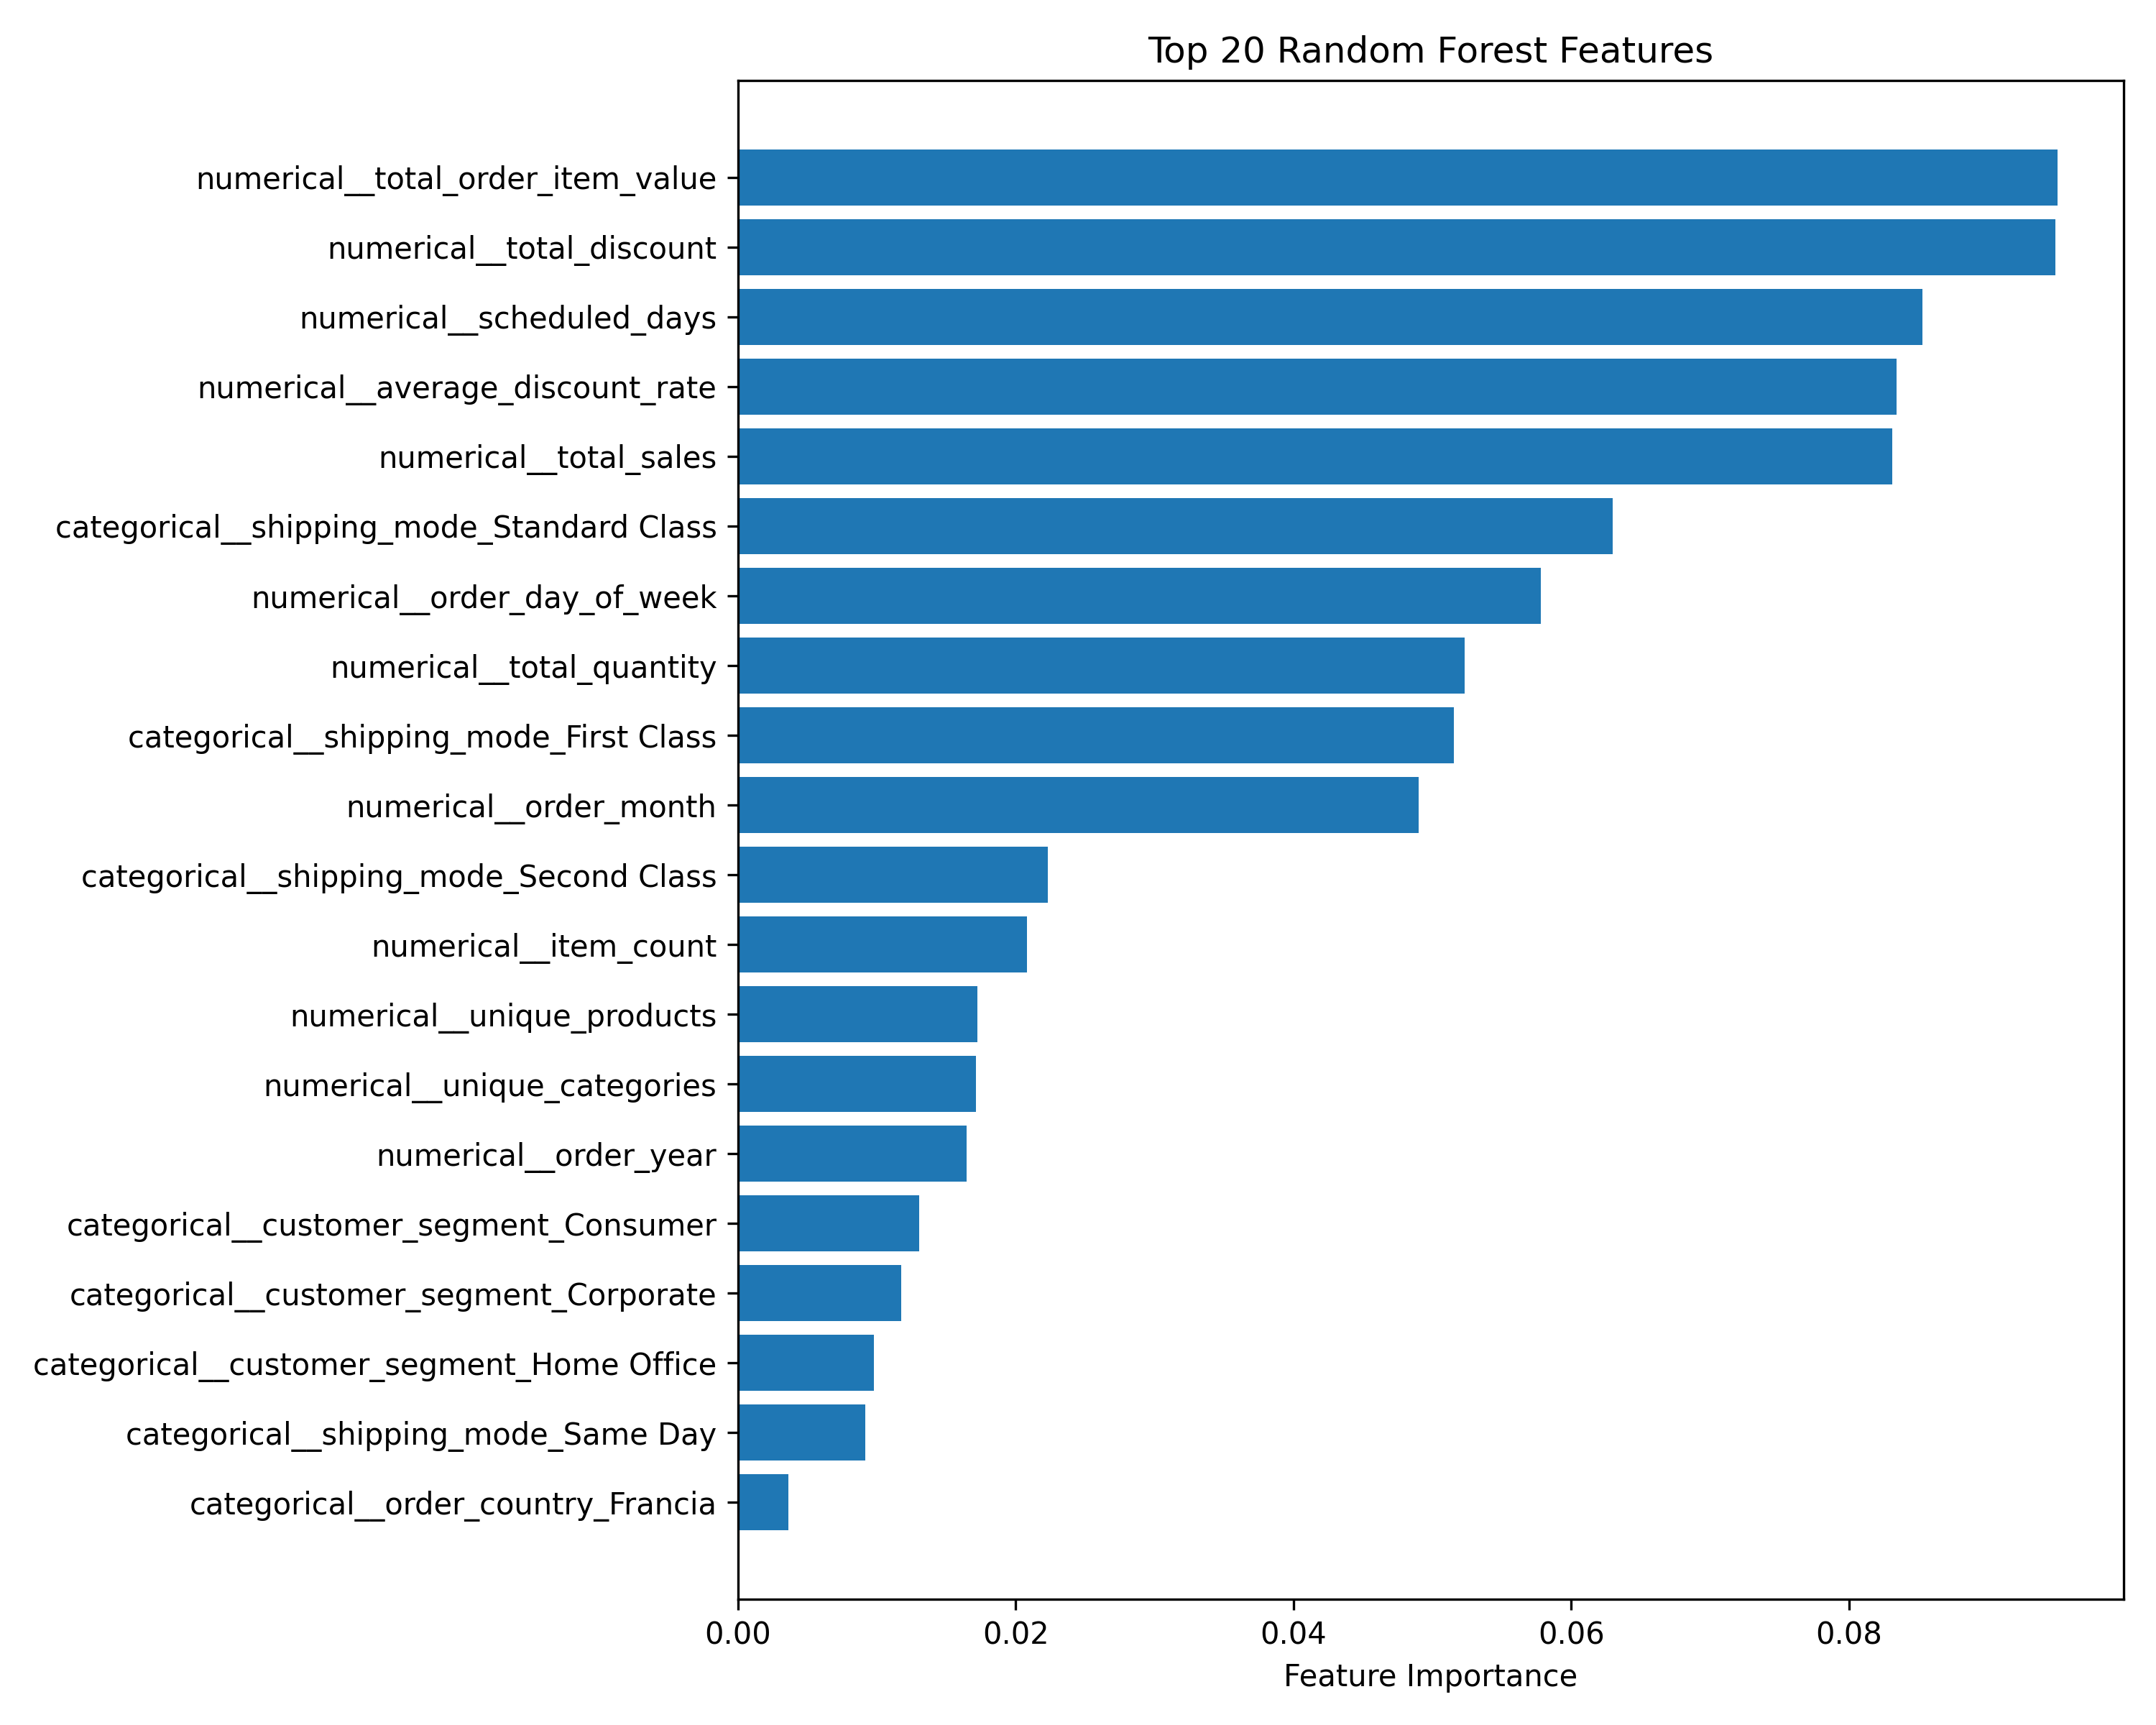 Top 20 Random Forest Features
numerical__total_order_item_value
numerical__total_discount
numerical__scheduled_days
numerical__average_discount_rate
numerical__total_sales
categorical__shipping_mode_Standard Class
numerical__order_day_of_week
numerical__total_quantity
categorical__shipping_mode_First Class
numerical__order_month
categorical__shipping_mode_Second Class
numerical__item_count
numerical__unique_products
numerical__unique_categories
numerical__order_year
categorical__customer_segment_Consumer
categorical__customer_segment_Corporate
categorical__customer_segment_Home Office
categorical__shipping_mode_Same Day
categorical__order_country_Francia
0.00 0.02 0.04 0.06 0.08
Feature Importance